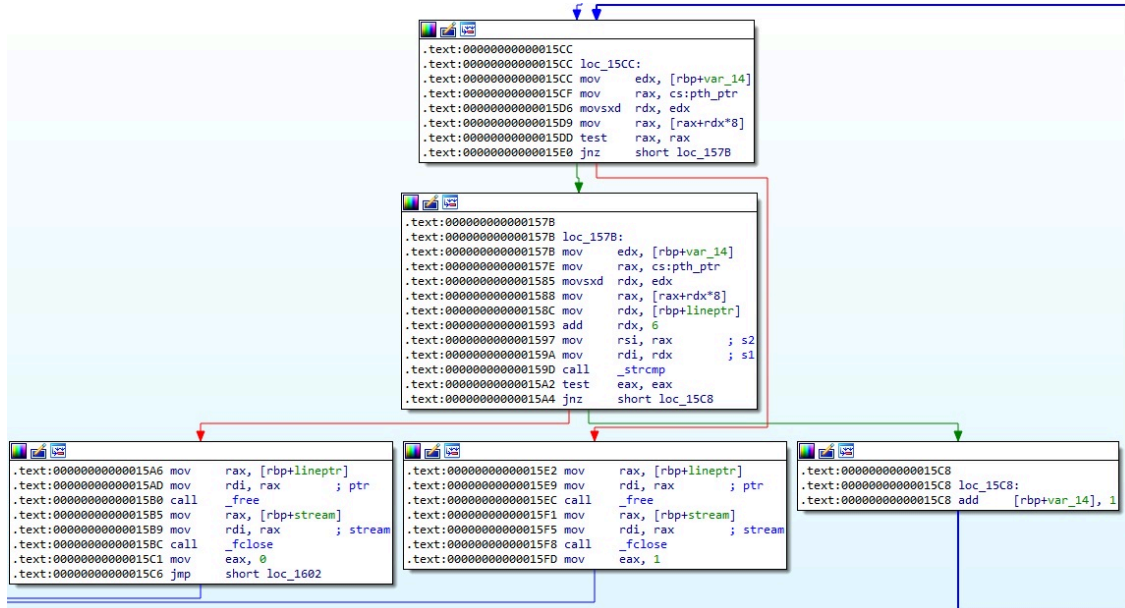 .text:00000000000015CC
.text:00000000000015CC loc_15CC:
.text:00000000000015CC mov edx, [rbp+var_14]
.text:00000000000015CF mov rax, cs:pth_ptr
.text:00000000000015D6 movsxd rdx, edx
.text:00000000000015D9 mov rax, [rax+rdx*8]
.text:00000000000015DD test rax, rax
.text:00000000000015E0 jnz short loc_157B
.text:000000000000157B
.text:000000000000157B loc_157B:
.text:000000000000157B mov edx, [rbp+var_14]
.text:000000000000157E mov rax, cs:pth_ptr
.text:0000000000001585 movsxd rdx, edx
.text:0000000000001588 mov rax, [rax+rdx*8]
.text:000000000000158C mov rdx, [rbp+lineptr]
.text:0000000000001593 add rdx, 6
.text:0000000000001597 mov rsi, rax ; s2
.text:000000000000159A mov rdi, rdx ; s1
.text:000000000000159D call _strcmp
.text:00000000000015A2 test eax, eax
.text:00000000000015A4 jnz short loc_15C8
.text:00000000000015A6 mov rax, [rbp+lineptr]
.text:00000000000015AD mov rdi, rax ; ptr
.text:00000000000015B0 call _free
.text:00000000000015B5 mov rax, [rbp+stream]
.text:00000000000015B9 mov rdi, rax ; stream
.text:00000000000015BC call _fclose
.text:00000000000015C1 mov eax, 0
.text:00000000000015C6 jmp short loc_1602
.text:00000000000015E2 mov rax, [rbp+lineptr]
.text:00000000000015E9 mov rdi, rax ; ptr
.text:00000000000015EC call _free
.text:00000000000015F1 mov rax, [rbp+stream]
.text:00000000000015F5 mov rdi, rax ; stream
.text:00000000000015F8 call _fclose
.text:00000000000015FD mov eax, 1
.text:00000000000015C8
.text:00000000000015C8 loc_15C8:
.text:00000000000015C8 add [rbp+var_14], 1